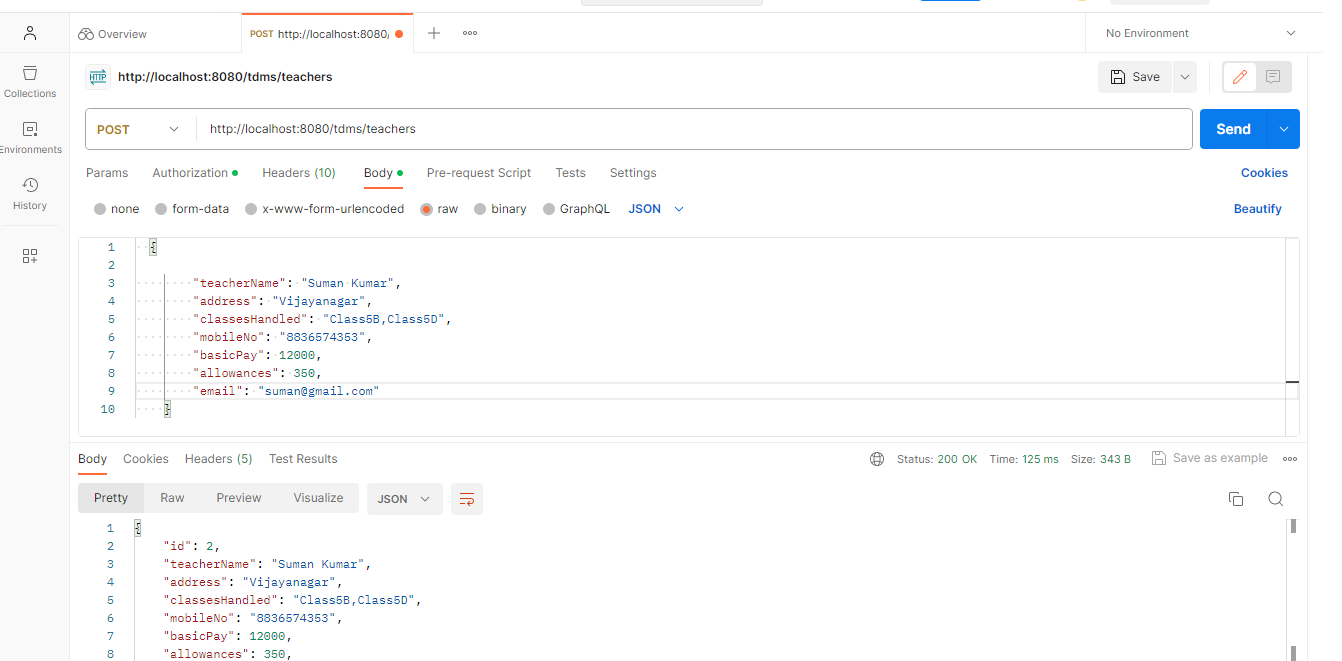 Overview
POST http://localhost:8080/
No Environment
http://localhost:8080/tdms/teachers
Save
Collections
POST http://localhost:8080/tdms/teachers
Send
Environments
Params Authorization Headers (10) Body Pre-request Script Tests Settings
Cookies
History
none form-data x-www-form-urlencoded raw binary GraphQL JSON
Beautify
1 {
2
3 "teacherName": "Suman Kumar",
4 "address": "Vijayanagar",
5 "classesHandled": "Class5B,Class5D",
6 "mobileNo": "8836574353",
7 "basicPay": 12000,
8 "allowances": 350,
9 "email": "suman@gmail.com"
10 }
Body Cookies Headers (5) Test Results
Status: 200 OK Time: 125 ms Size: 343 B Save as example
Pretty Raw Preview Visualize JSON
1 {
2 "id": 2,
3 "teacherName": "Suman Kumar",
4 "address": "Vijayanagar",
5 "classesHandled": "Class5B,Class5D",
6 "mobileNo": "8836574353",
7 "basicPay": 12000,
8 "allowances": 350,